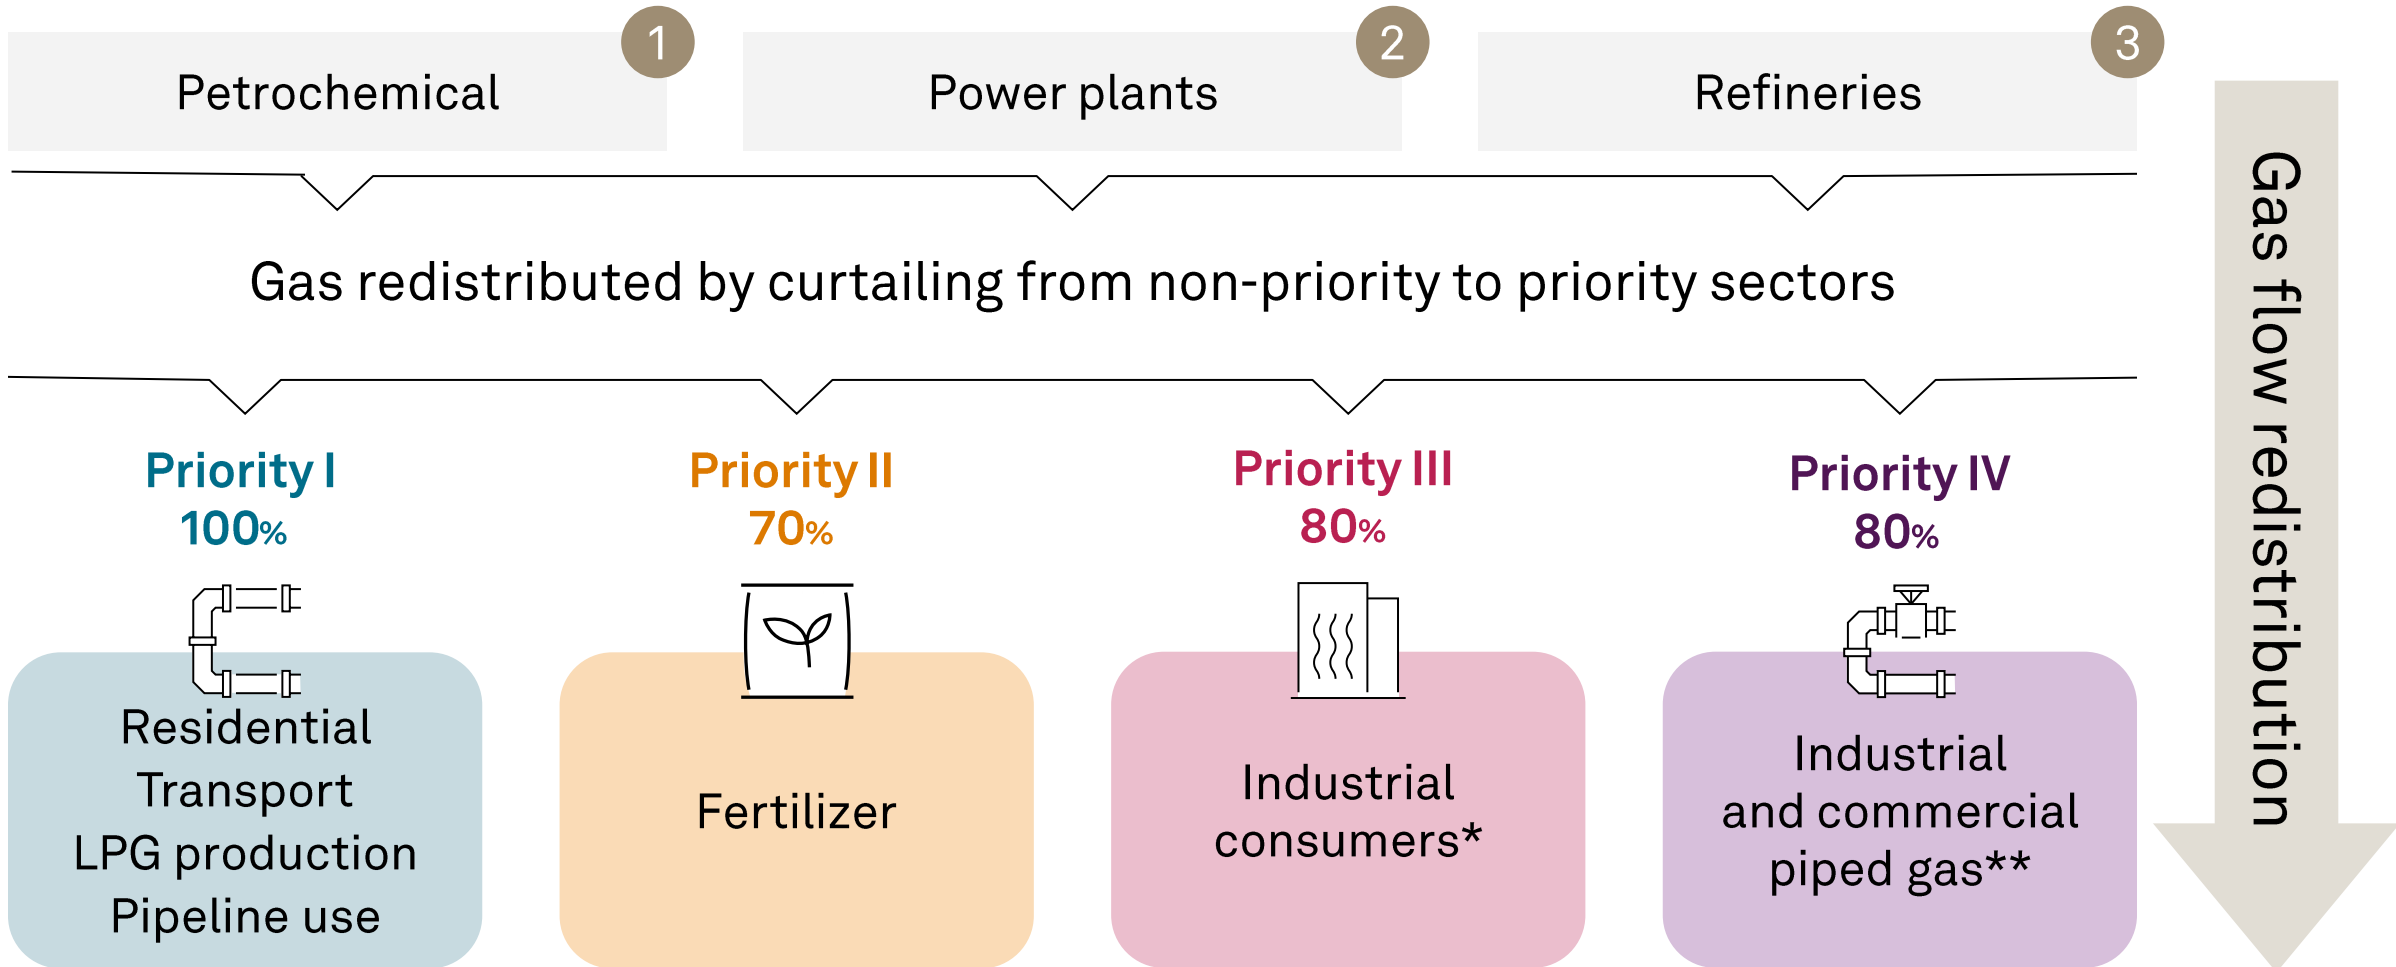 1
2
3
Petrochemical
Power plants
Refineries
Gas redistributed by curtailing from non-priority to priority sectors
Priority I
100%
Residential
Transport
LPG production
Pipeline use
Priority II
70%
Fertilizer
Priority III
80%
Industrial
consumers*
Priority IV
80%
Industrial
and commercial
piped gas**
Gas flow redistribution